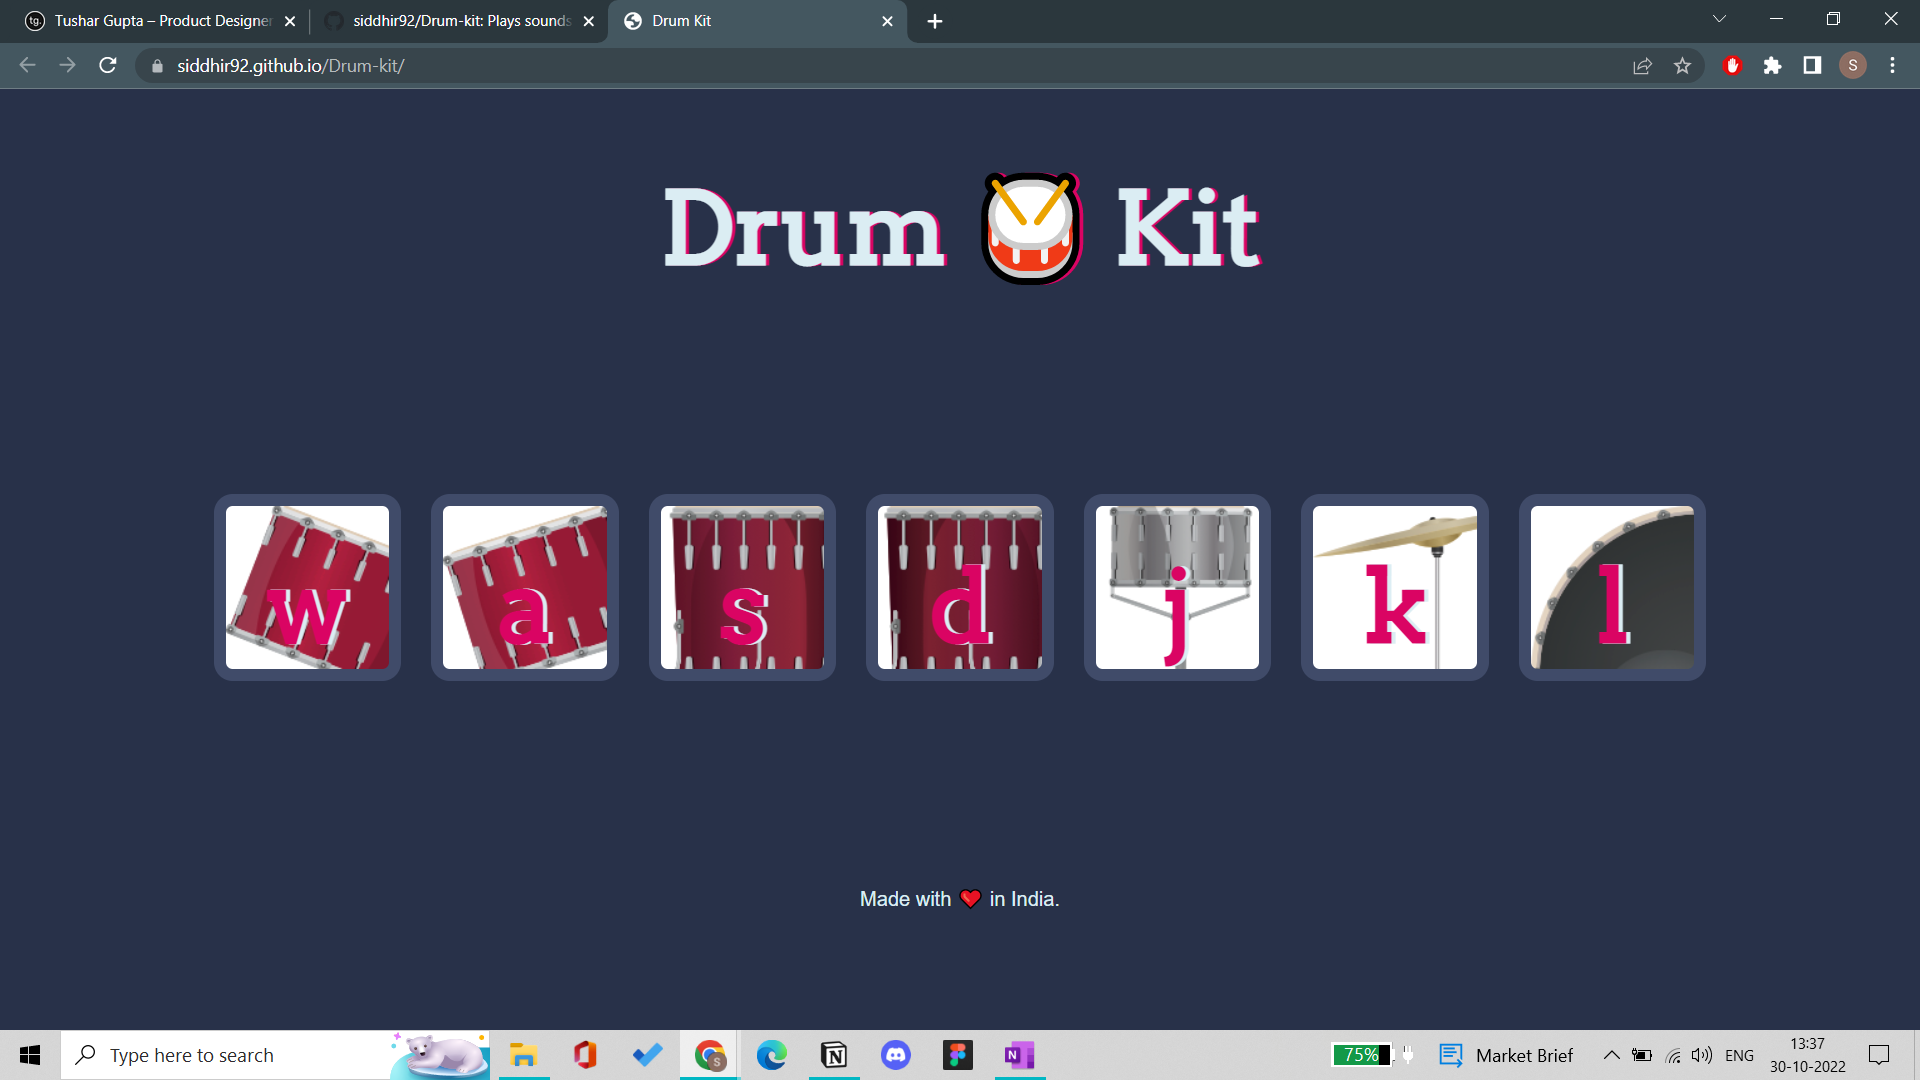 tg. Tushar Gupta – Product Designer
siddhir92/Drum-kit: Plays sounds
Drum Kit
siddhir92.github.io/Drum-kit/
S
Drum 🥁 Kit
w a s d j k l
Made with ❤️ in India.
Type here to search
S
N
N
75%
Market Brief
ENG
13:37
30-10-2022